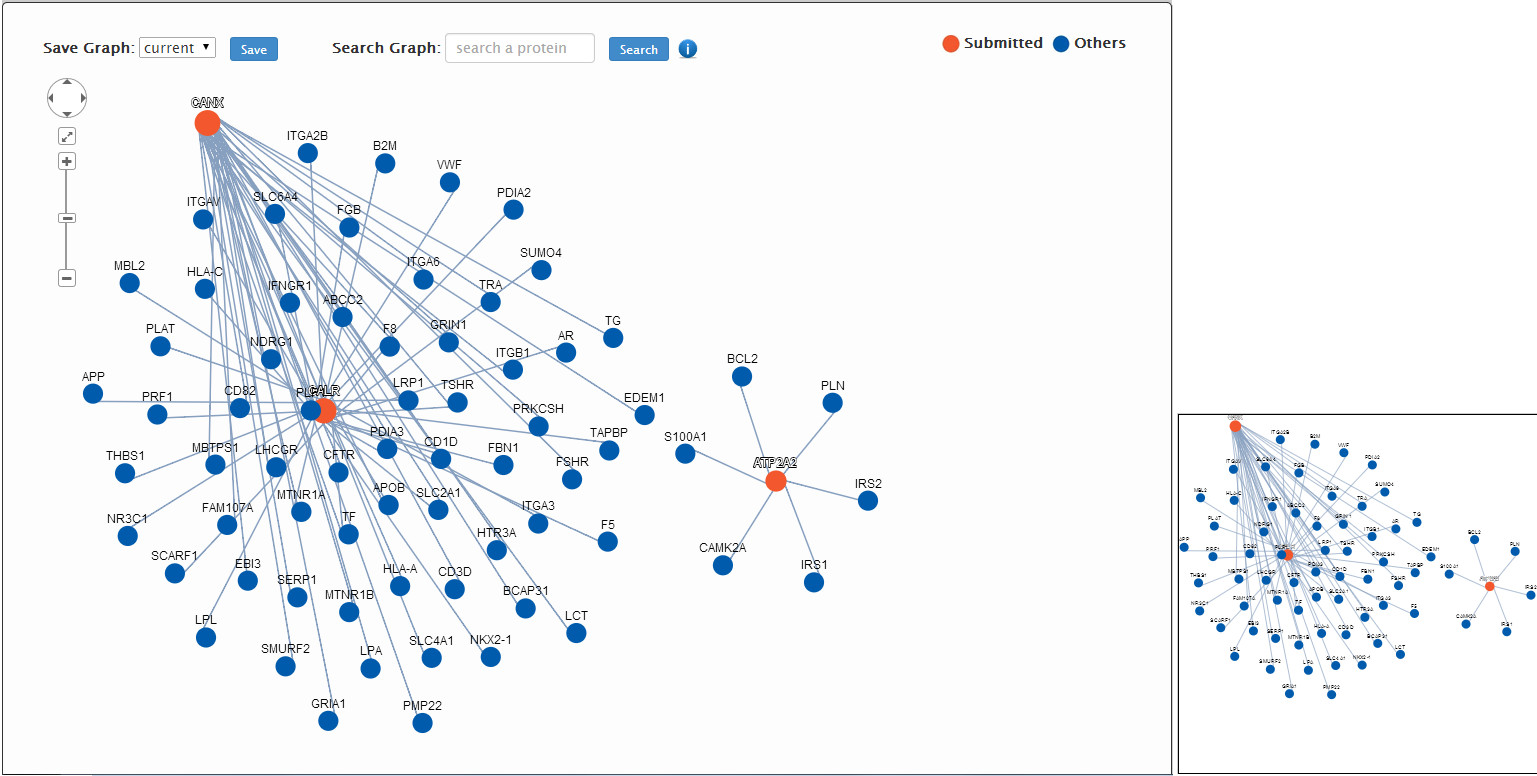 Save Graph: current Save Search Graph: search a protein Search i Submitted Others
CANX
ITGA2B
B2M
VWF
PDIA2
ITGAV
SLC6A4
FGB
SUMO4
ITGA6
MBL2
HLA-C
IFNGR1
ABCC2
TRA
TG
PLAT
NDRG1
F8
GRIN1
AR
ITGB1
BCL2
APP
PRF1
CD82
CALR
LRP1
TSHR
EDEM1
PLN
PRKCSH
THBS1
MBTPS1
LHCGR
CFTR
PDIA3
CD1D
FBN1
TAPBP
S100A1
FSHR
ATP2A2
IRS2
NR3C1
FAM107A
MTNR1A
APOB
SLC2A1
ITGA3
TF
F5
HTR3A
CAMK2A
SCARF1
EBI3
SERP1
HLA-A
CD3D
IRS1
MTNR1B
BCAP31
LPL
LCT
SMURF2
LPA
SLC4A1
NKX2-1
GRIA1
PMP22